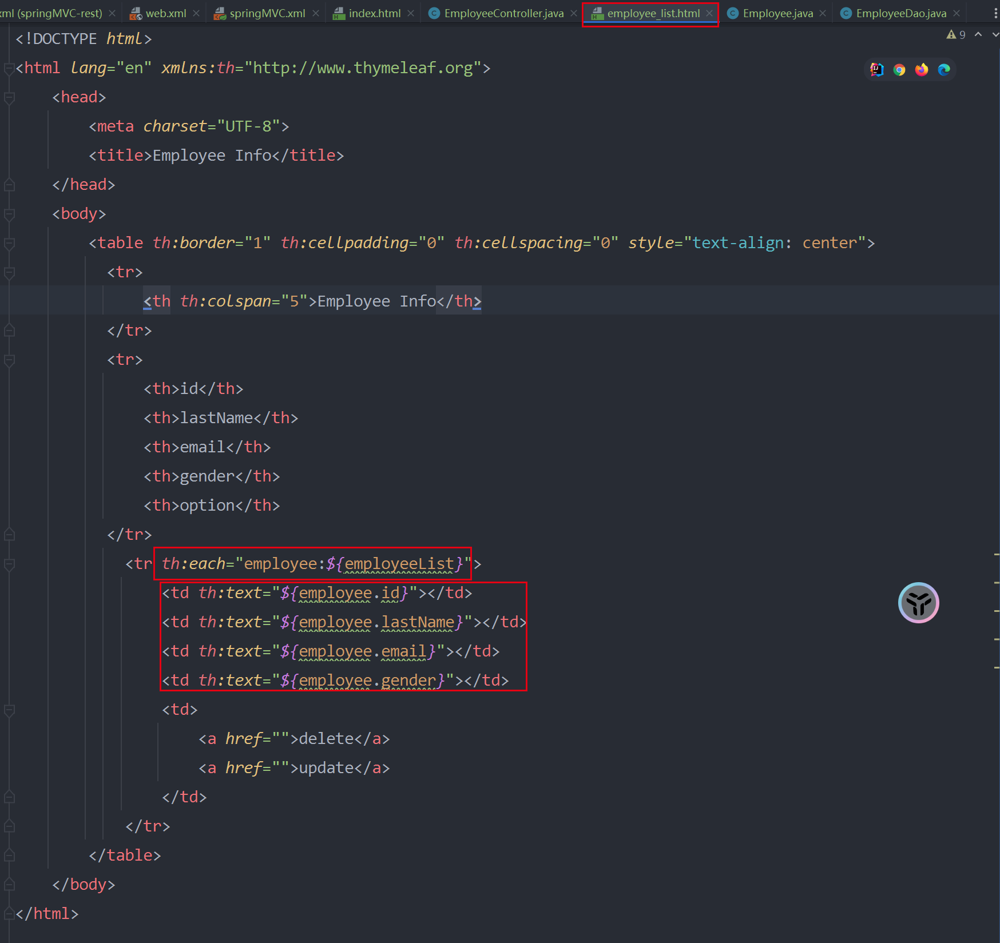 xml (springMVC-rest) web.xml springMVC.xml index.html EmployeeController.java employee_list.html Employee.java EmployeeDao.java
<!DOCTYPE html> 9
<html lang="en" xmlns:th="http://www.thymeleaf.org">
<head>
<meta charset="UTF-8">
<title>Employee Info</title>
</head>
<body>
<table th:border="1" th:cellpadding="0" th:cellspacing="0" style="text-align: center">
<tr>
<th th:colspan="5">Employee Info</th>
</tr>
<tr>
<th>id</th>
<th>lastName</th>
<th>email</th>
<th>gender</th>
<th>option</th>
</tr>
<tr th:each="employee:${employeeList}">
<td th:text="${employee.id}"></td>
<td th:text="${employee.lastName}"></td>
<td th:text="${employee.email}"></td>
<td th:text="${employee.gender}"></td>
<td>
<a href="">delete</a>
<a href="">update</a>
</td>
</tr>
</table>
</body>
</html>